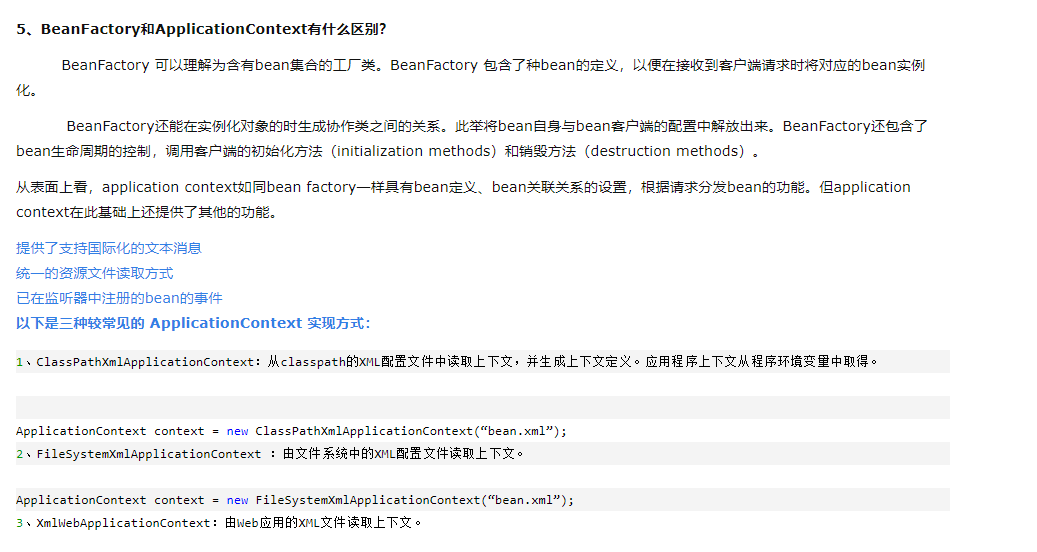 5、BeanFactory和ApplicationContext有什么区别？
BeanFactory 可以理解为含有bean集合的工厂类。BeanFactory 包含了种bean的定义，以便在接收到客户端请求时将对应的bean实例
化。
BeanFactory还能在实例化对象的时生成协作类之间的关系。此举将bean自身与bean客户端的配置中解放出来。BeanFactory还包含了
bean生命周期的控制，调用客户端的初始化方法（initialization methods）和销毁方法（destruction methods）。
从表面上看，application context如同bean factory一样具有bean定义、bean关联关系的设置，根据请求分发bean的功能。但application
context在此基础上还提供了其他的功能。
提供了支持国际化的文本消息
统一的资源文件读取方式
已在监听器中注册的bean的事件
以下是三种较常见的 ApplicationContext 实现方式：
1、ClassPathXmlApplicationContext：从classpath的XML配置文件中读取上下文，并生成上下文定义。应用程序上下文从程序环境变量中取得。
ApplicationContext context = new ClassPathXmlApplicationContext(“bean.xml”);
2、FileSystemXmlApplicationContext ：由文件系统中的XML配置文件读取上下文。
ApplicationContext context = new FileSystemXmlApplicationContext(“bean.xml”);
3、XmlWebApplicationContext：由Web应用的XML文件读取上下文。